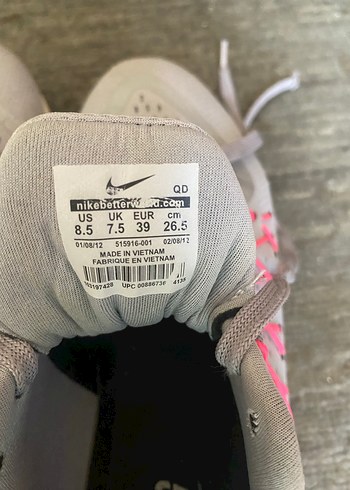 QD
nikebetterworld.com
US UK EUR cm
8.5 7.5 39 26.5
01/08/12 515916-001 02/08/12
MADE IN VIETNAM
FABRIQUE EN VIETNAM
UPC 00886736